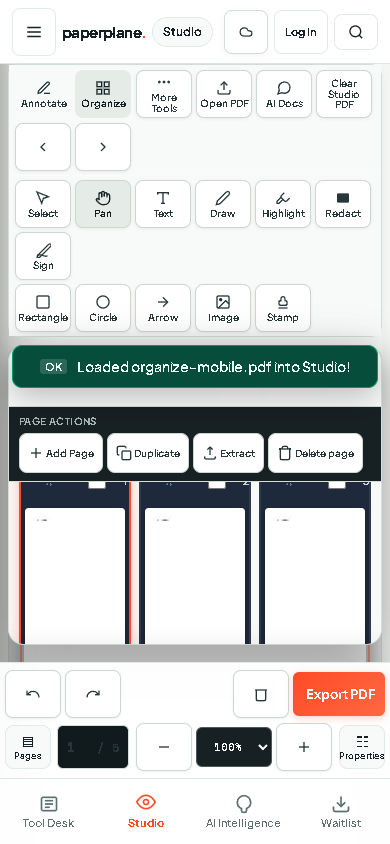 paperplane. Studio Log In
Annotate Organize More Tools Open PDF AI Docs Clear Studio PDF
Select Pan Text Draw Highlight Redact
Sign
Rectangle Circle Arrow Image Stamp
OK Loaded organize-mobile.pdf into Studio!
PAGE ACTIONS
Add Page Duplicate Extract Delete page
2
Export PDF
Pages 1 / 5 100% Properties
Tool Desk Studio AI Intelligence Waitlist